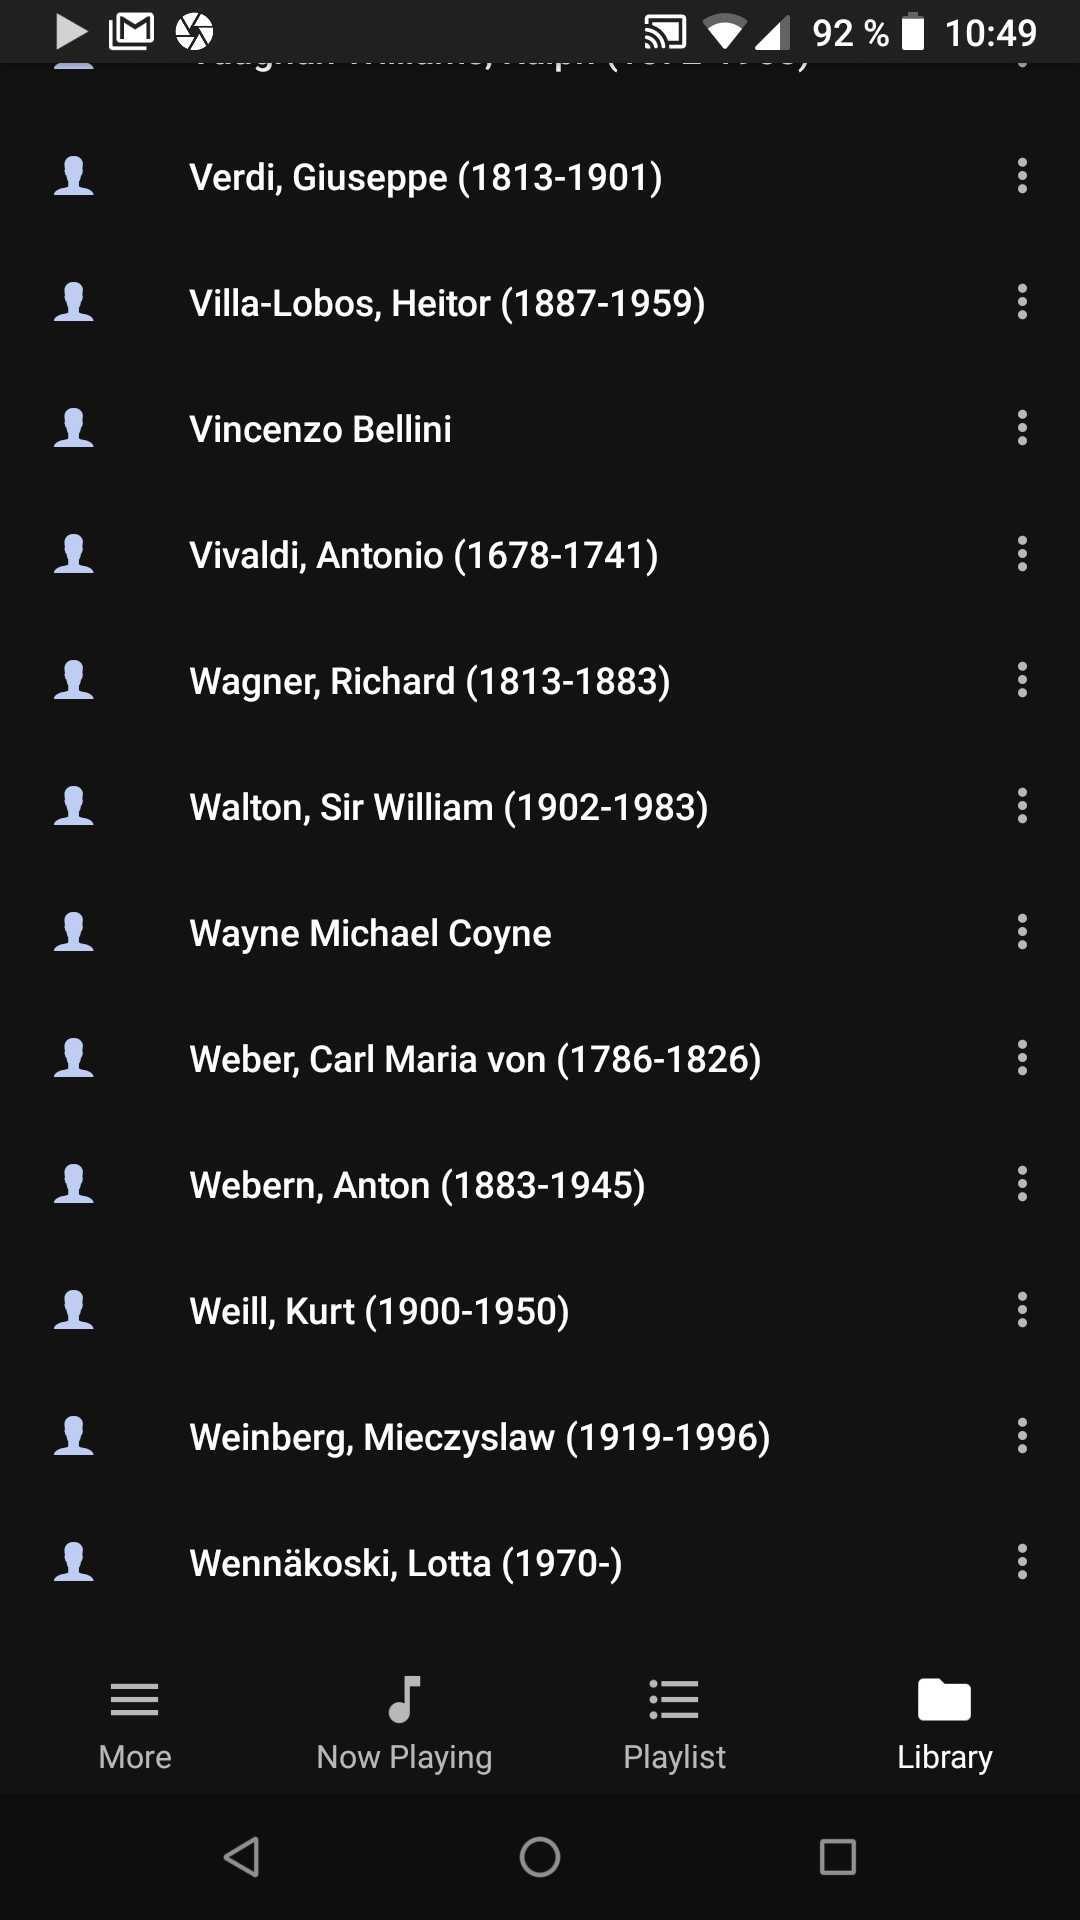 92 % 10:49
Verdi, Giuseppe (1813-1901)
Villa-Lobos, Heitor (1887-1959)
Vincenzo Bellini
Vivaldi, Antonio (1678-1741)
Wagner, Richard (1813-1883)
Walton, Sir William (1902-1983)
Wayne Michael Coyne
Weber, Carl Maria von (1786-1826)
Webern, Anton (1883-1945)
Weill, Kurt (1900-1950)
Weinberg, Mieczyslaw (1919-1996)
Wennäkoski, Lotta (1970-)
More Now Playing Playlist Library